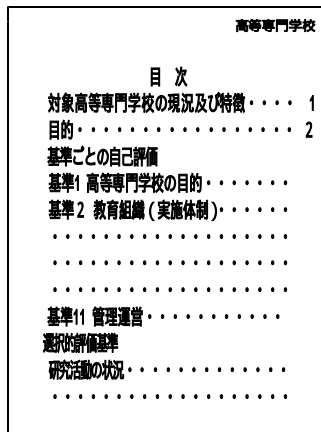 高等専門学校
目 次
対象高等専門学校の現況及び特徴・・・・ 1
目的・・・・・・・・・・・・・・・・・ 2
基準ごとの自己評価
基準1 高等専門学校の目的・・・・・・・
基準2 教育組織(実施体制)・・・・・・
・・・・・・・・・・・・・・・・・・・
・・・・・・・・・・・・・・・・・・・
・・・・・・・・・・・・・・・・・・・
基準11 管理運営・・・・・・・・・・・
選択的評価基準
研究活動の状況・・・・・・・・・・・・・
・・・・・・・・・・・・・・・・・・・